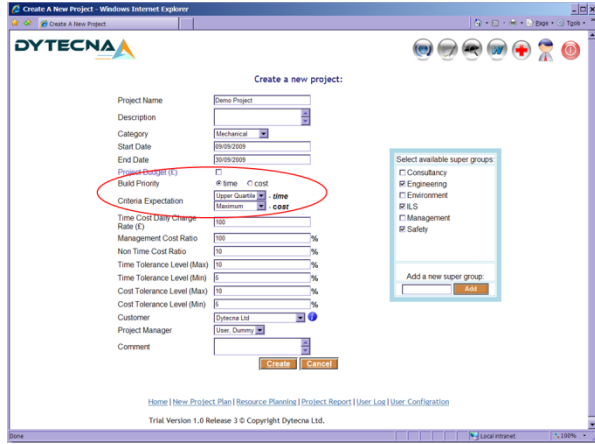 Create A New Project - Windows Internet Explorer
Create A New Project
Page
Tools
DYTECNA
Create a new project:
Project Name Demo Project
Description
Category Mechanical
Start Date 09/09/2009
End Date 30/09/2009
Project Budget (£)
Build Priority time cost
Criteria Expectation Upper Quartile - time
Maximum - cost
Time Cost Daily Charge
Rate (£) 100
Management Cost Ratio 100 %
Non Time Cost Ratio 10 %
Time Tolerance Level (Max) 10 %
Time Tolerance Level (Min) 5 %
Cost Tolerance Level (Max) 10 %
Cost Tolerance Level (Min) 5 %
Customer Dytecna Ltd
Project Manager User, Dummy
Comment
Create Cancel
Select available super groups:
Consultancy
Engineering
Environment
ILS
Management
Safety
Add a new super group:
Add
Home | New Project Plan | Resource Planning | Project Report | User Log | User Configration
Trial Version 1.0 Release 3 © Copyright Dytecna Ltd.
Done Local intranet 100%